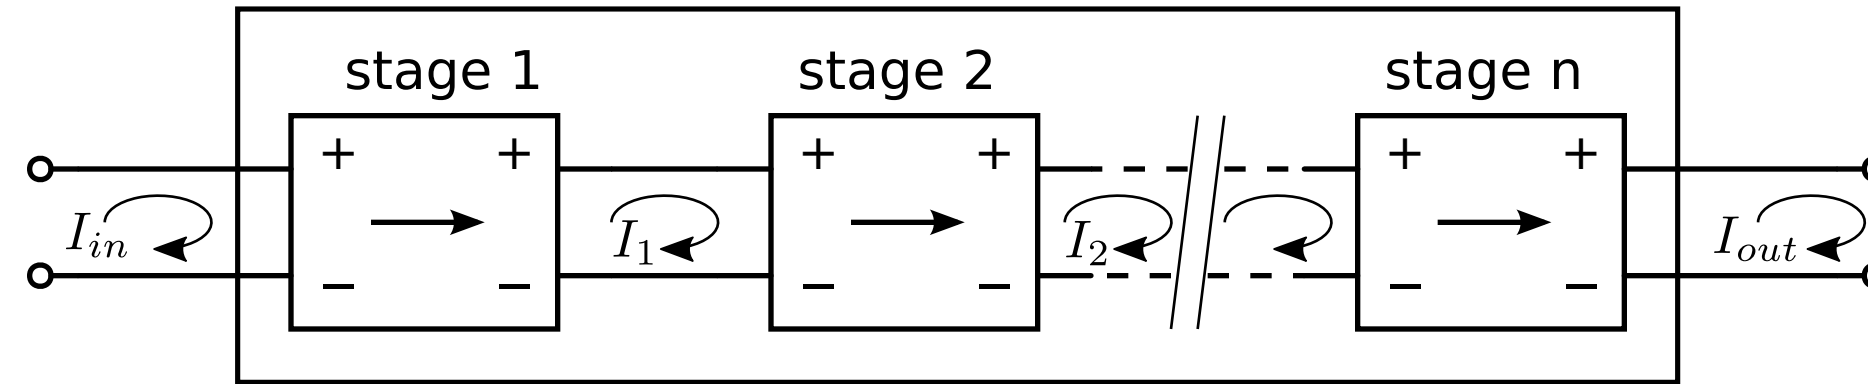 stage 1 stage 2 stage n
+ + + + + +
I_in I_1 I_2 I_out
− − − − − −